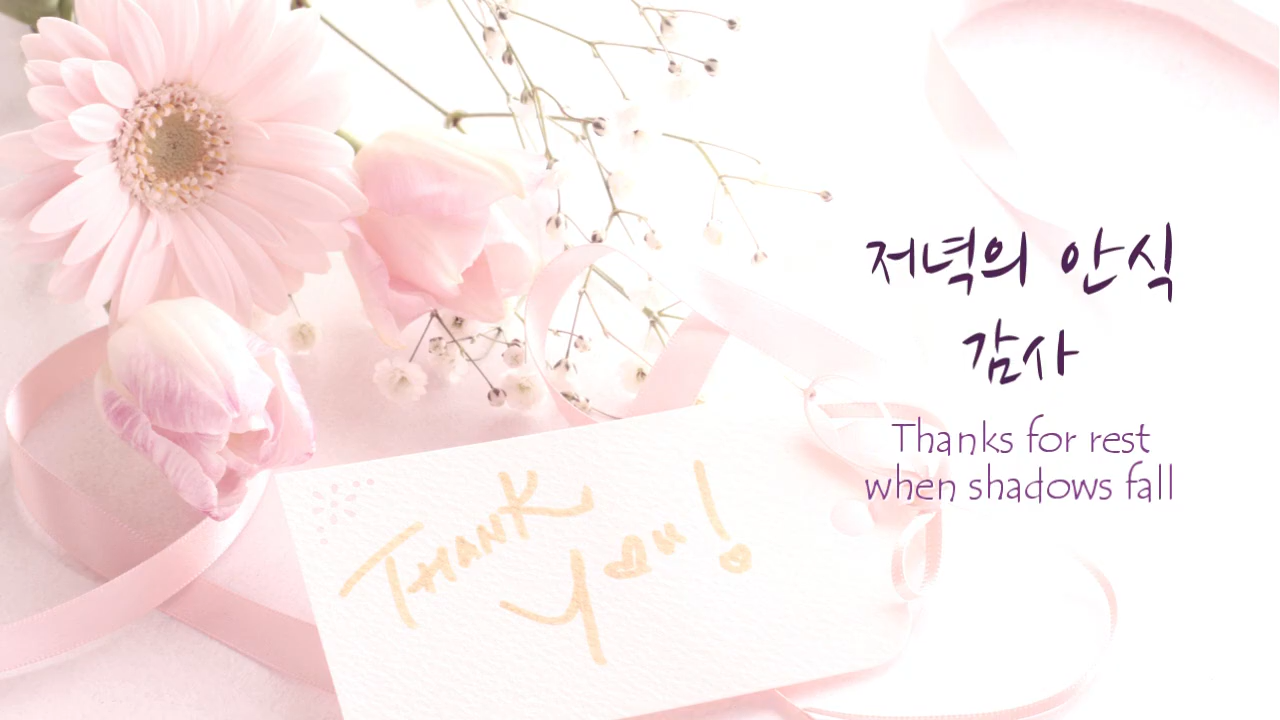 저녁의 안식
감사
Thanks for rest
when shadows fall
THANK
YOU!